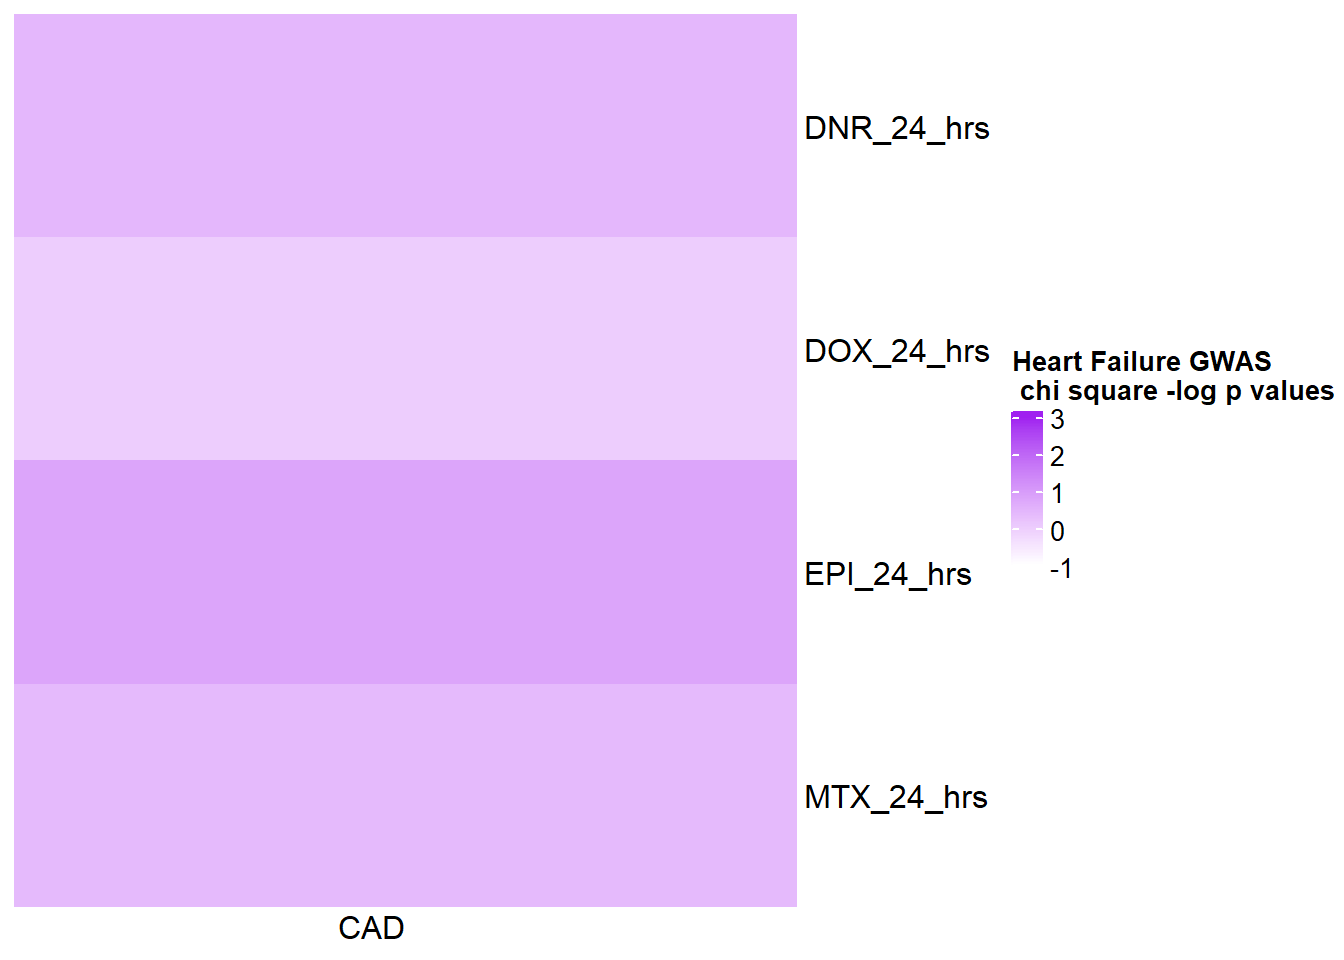 DNR_24_hrs
DOX_24_hrs
Heart Failure GWAS
chi square -log p values
3
2
1
0
-1
EPI_24_hrs
MTX_24_hrs
CAD